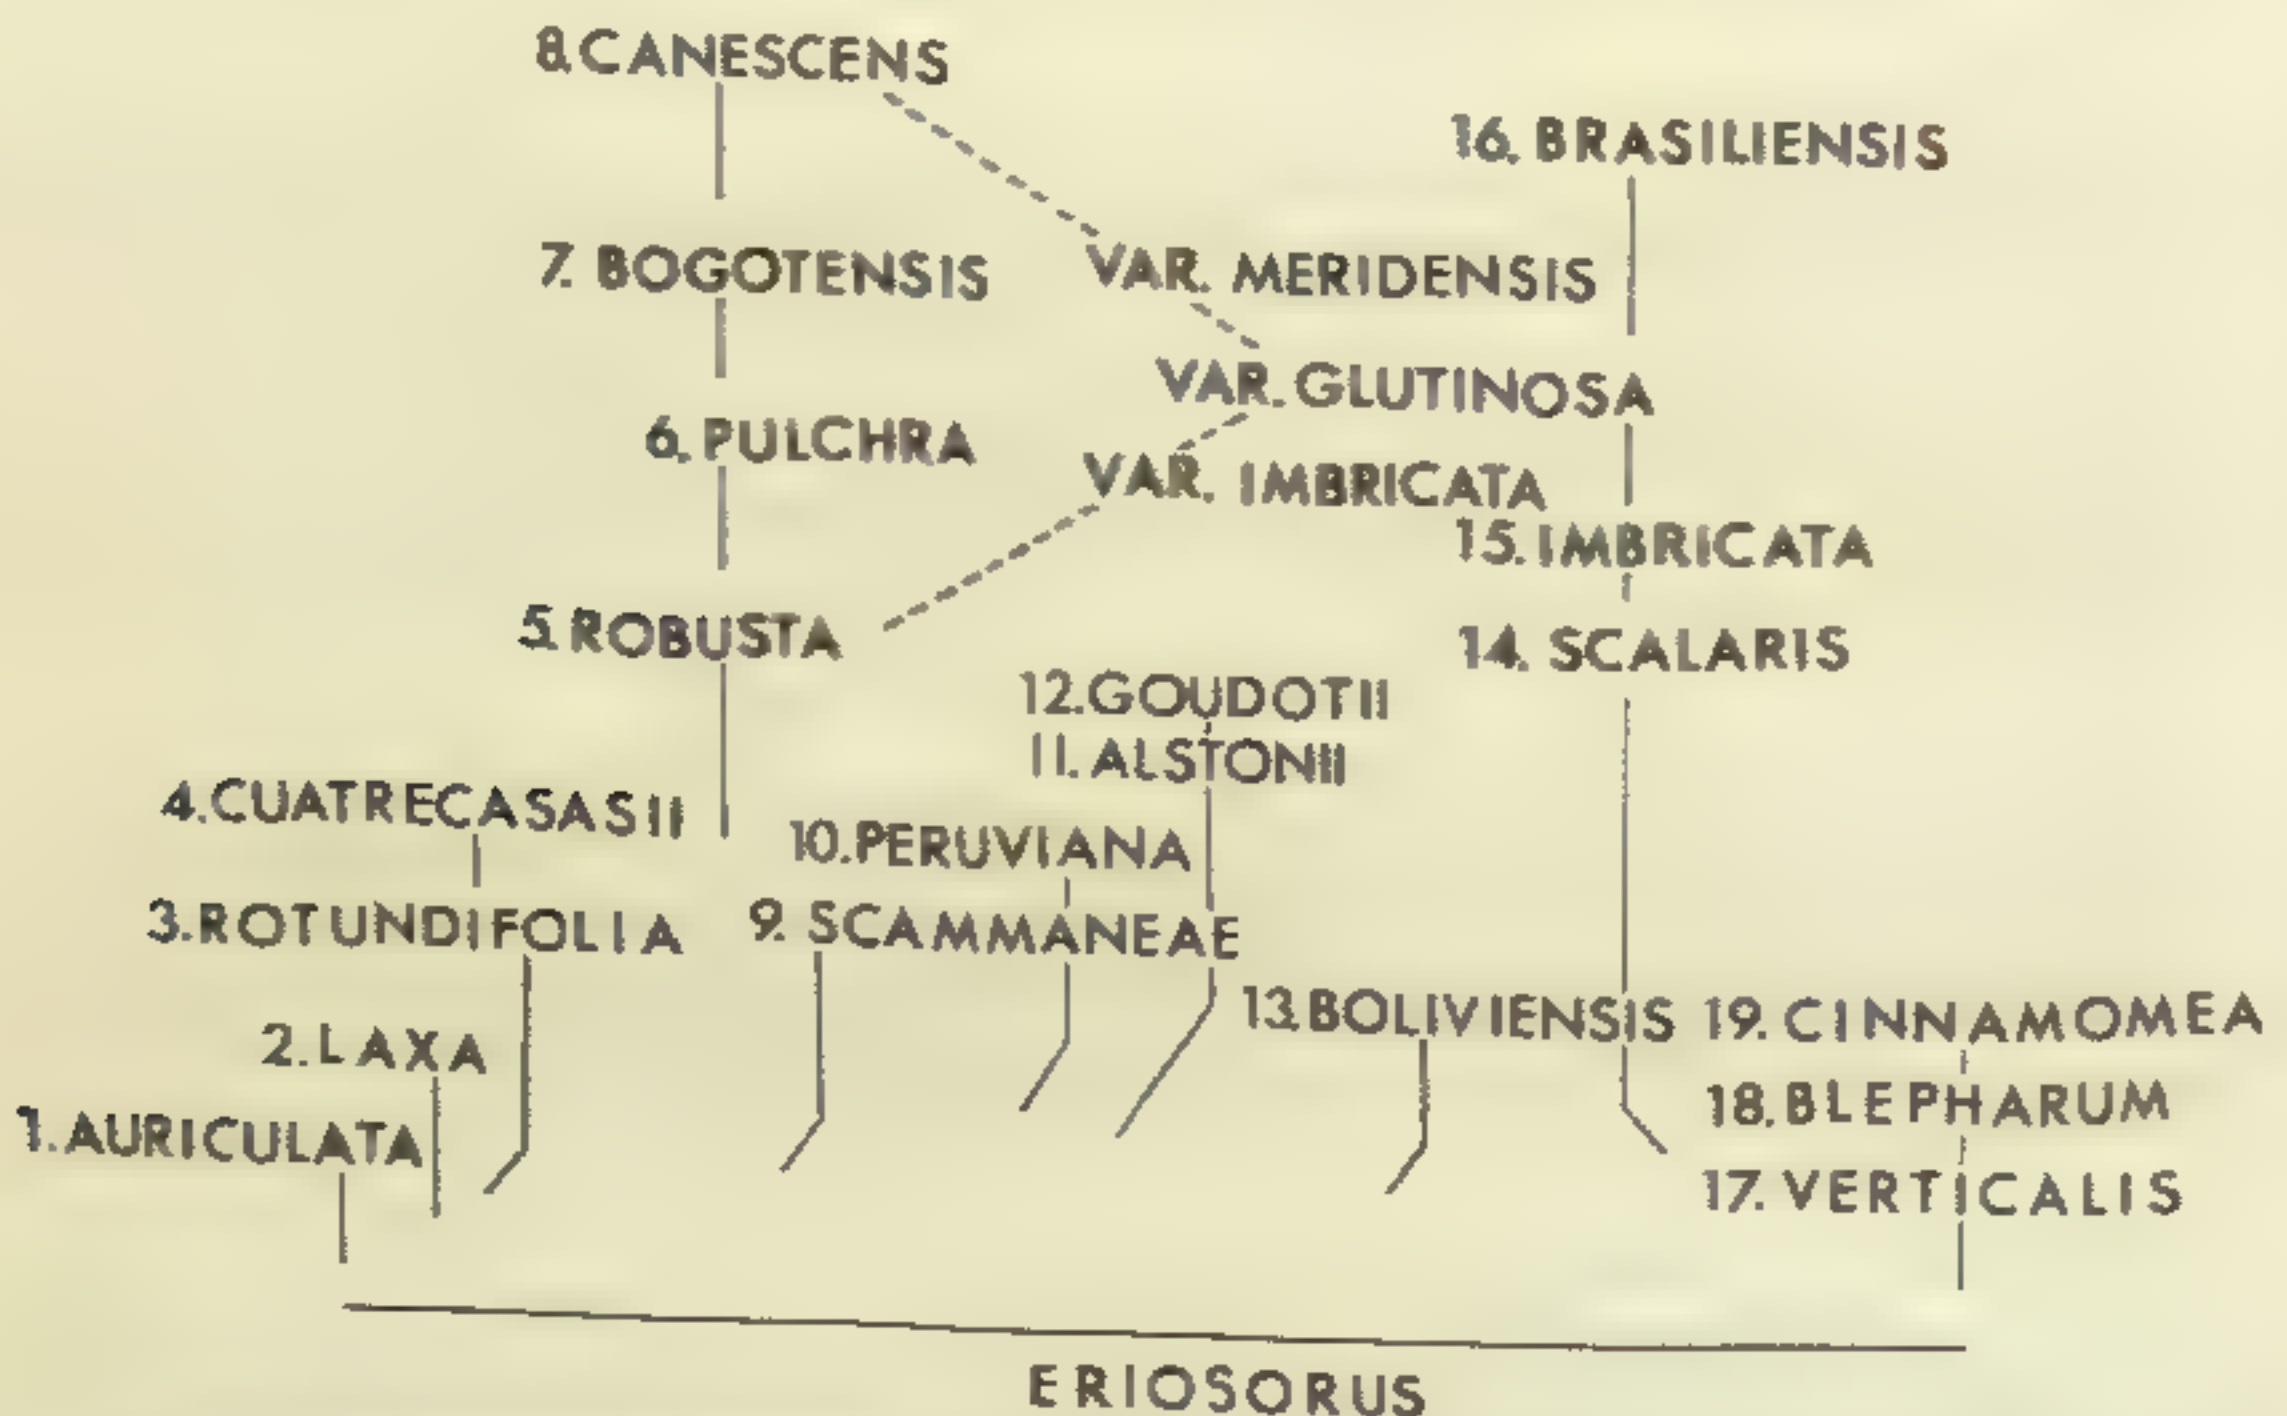 8. CANESCENS
16. BRASILIENSIS
7. BOGOTENSIS
VAR. MERIDENSIS
VAR. GLUTINOSA
6. PULCHRA
VAR. IMBRICATA
15. IMBRICATA
5. ROBUSTA
14. SCALARIS
12. GOUDOTII
11. ALSTONII
4. CUATRECASASII
10. PERUVIANA
3. ROTUNDIFOLIA
9. SCAMMANEAE
13. BOLIVIENSIS
19. CINNAMOMEA
2. LAXA
18. BLEPHARUM
1. AURICULATA
17. VERTICALIS
ERIOSORUS